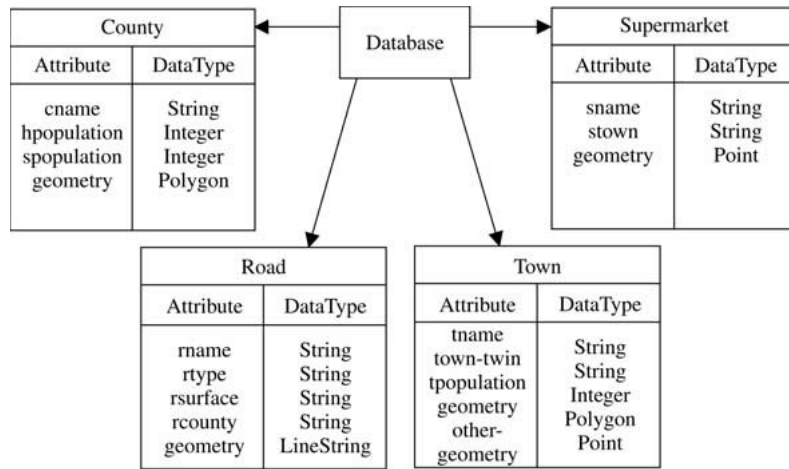 County
Attribute DataType
cname String
hpopulation Integer
spopulation Integer
geometry Polygon
Database
Supermarket
Attribute DataType
sname String
stown String
geometry Point
Road
Attribute DataType
rname String
rtype String
rsurface String
rcounty String
geometry LineString
Town
Attribute DataType
tname
town-twin
tpopulation
geometry
other-
geometry
String
String
Integer
Polygon
Point